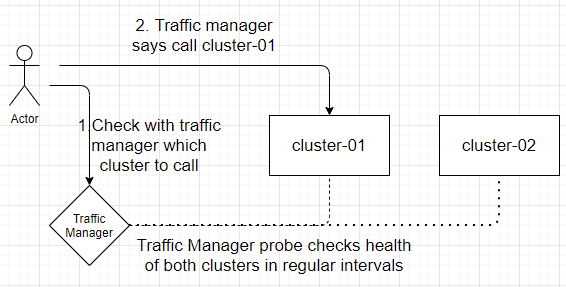 2. Traffic manager
says call cluster-01
Actor
1.Check with traffic
manager which
cluster to call
cluster-01
cluster-02
Traffic
Manager
Traffic Manager probe checks health
of both clusters in regular intervals